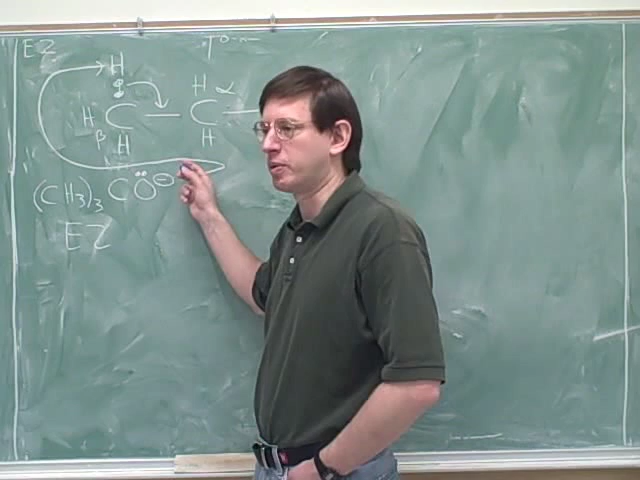 E2
H
H α
H C — C —
β H H
(CH3)3 CÖ⊖
E2